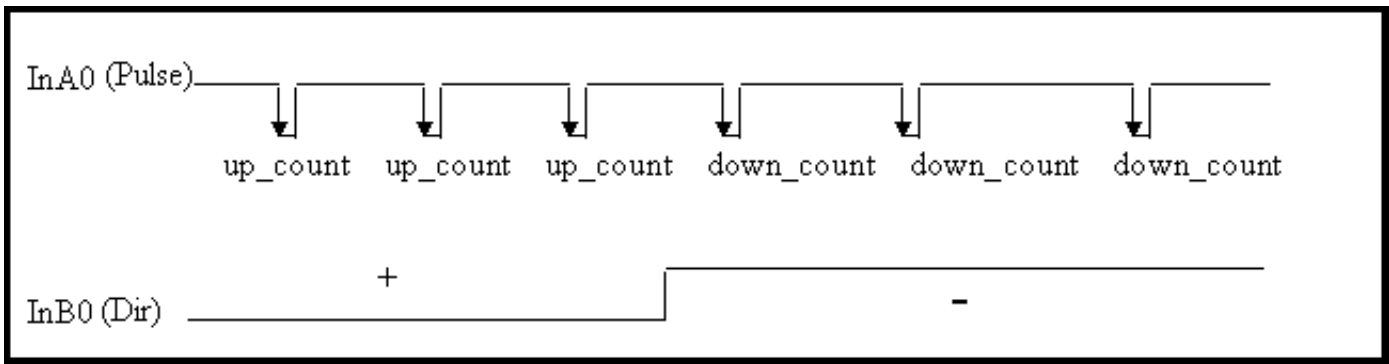 InA0 (Pulse)
up_count up_count up_count down_count down_count down_count
+
-
InB0 (Dir)